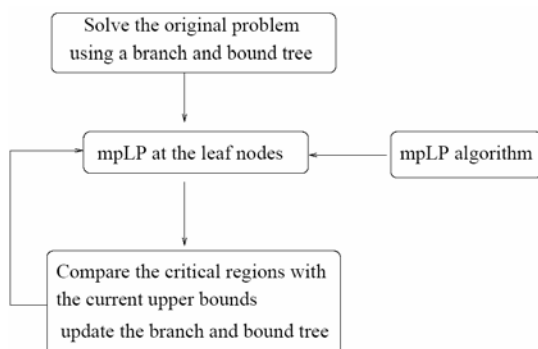 Solve the original problem
using a branch and bound tree
mpLP at the leaf nodes
mpLP algorithm
Compare the critical regions with
the current upper bounds
update the branch and bound tree